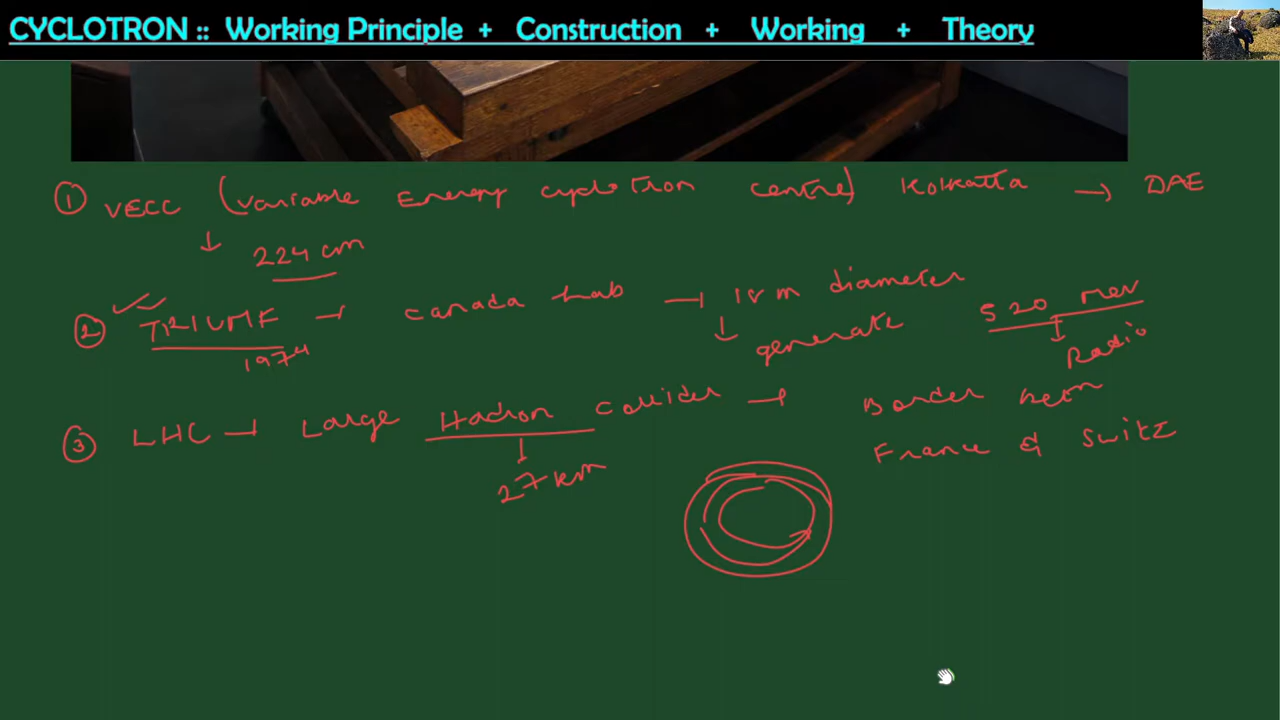 CYCLOTRON :: Working Principle + Construction + Working + Theory
① VECC (Variable Energy cyclotron centre) Kolkatta → DAE
↓ 224 cm
② TRIUMF → Canada Lab → 18 m diameter
1974
↓ generate 520 mev
↓ Radio
③ LHC → Large Hadron Collider → Border
↓ 27 km
France & Switz